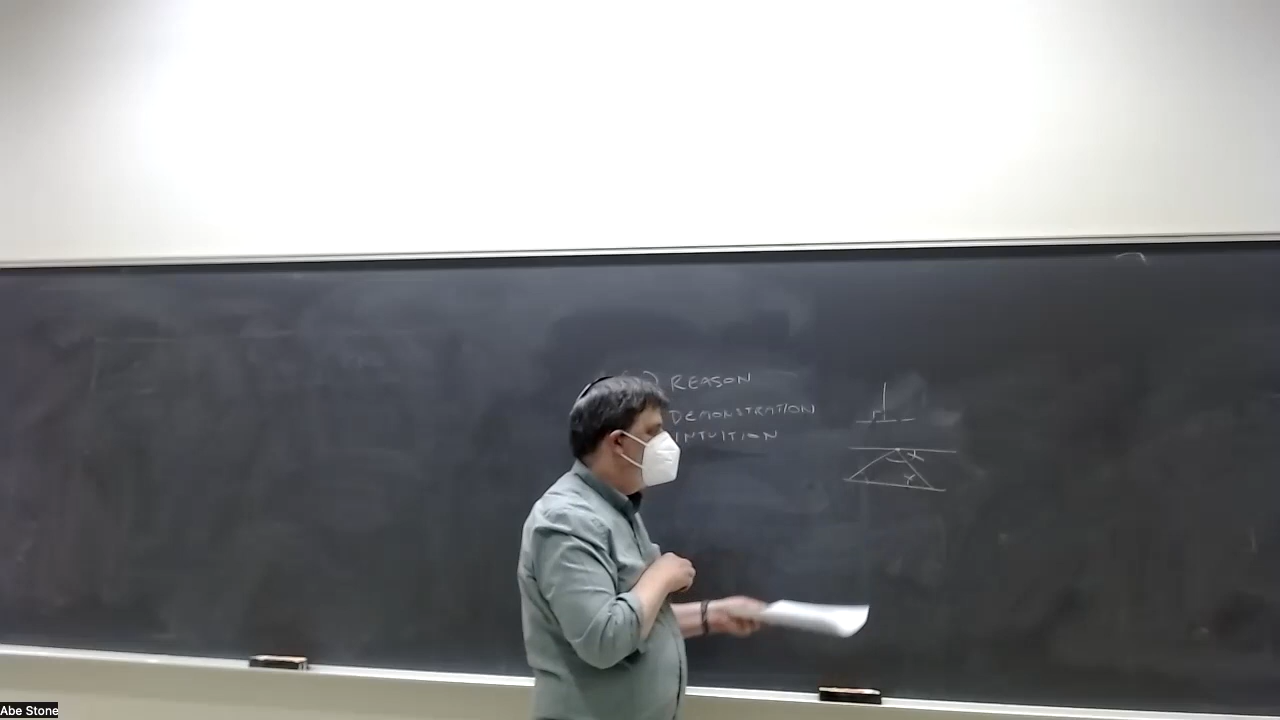 REASON
DEMONSTRATION
INTUITION
X
Y
Abe Stone